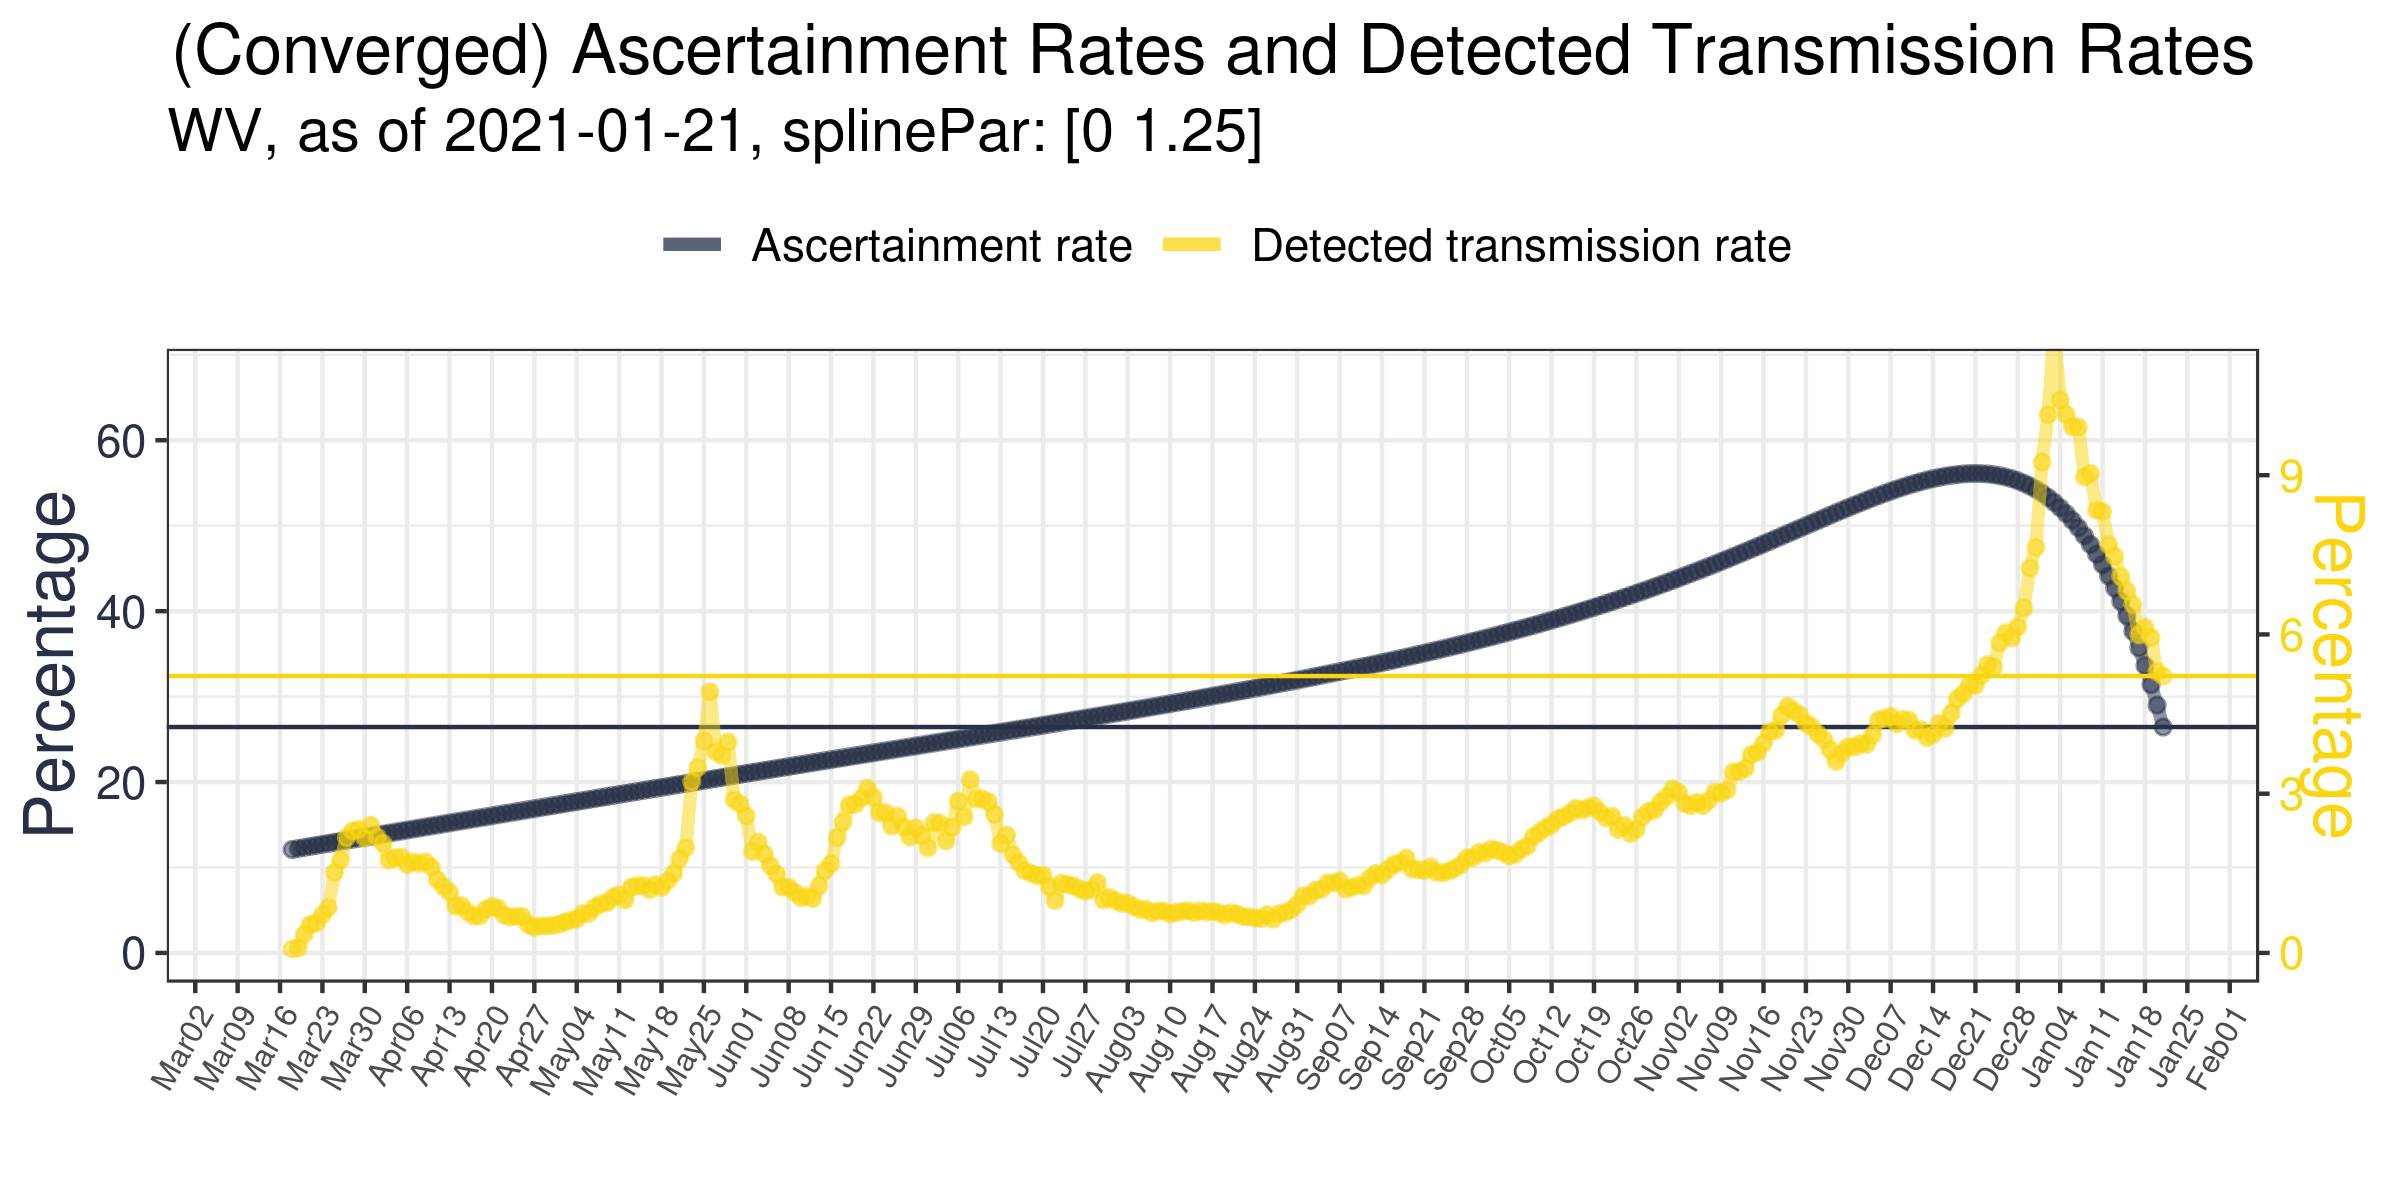 (Converged) Ascertainment Rates and Detected Transmission Rates
WV, as of 2021-01-21, splinePar: [0 1.25]
Ascertainment rate Detected transmission rate
Percentage
60
40
20
0
9
6
3
0
Percentage
Mar02 Mar09 Mar16 Mar23 Mar30 Apr06 Apr13 Apr20 Apr27 May04 May11 May18 May25 Jun01 Jun08 Jun15 Jun22 Jun29 Jul06 Jul13 Jul20 Jul27 Aug03 Aug10 Aug17 Aug24 Aug31 Sep07 Sep14 Sep21 Sep28 Oct05 Oct12 Oct19 Oct26 Nov02 Nov09 Nov16 Nov23 Nov30 Dec07 Dec14 Dec21 Dec28 Jan04 Jan11 Jan18 Jan25 Feb01